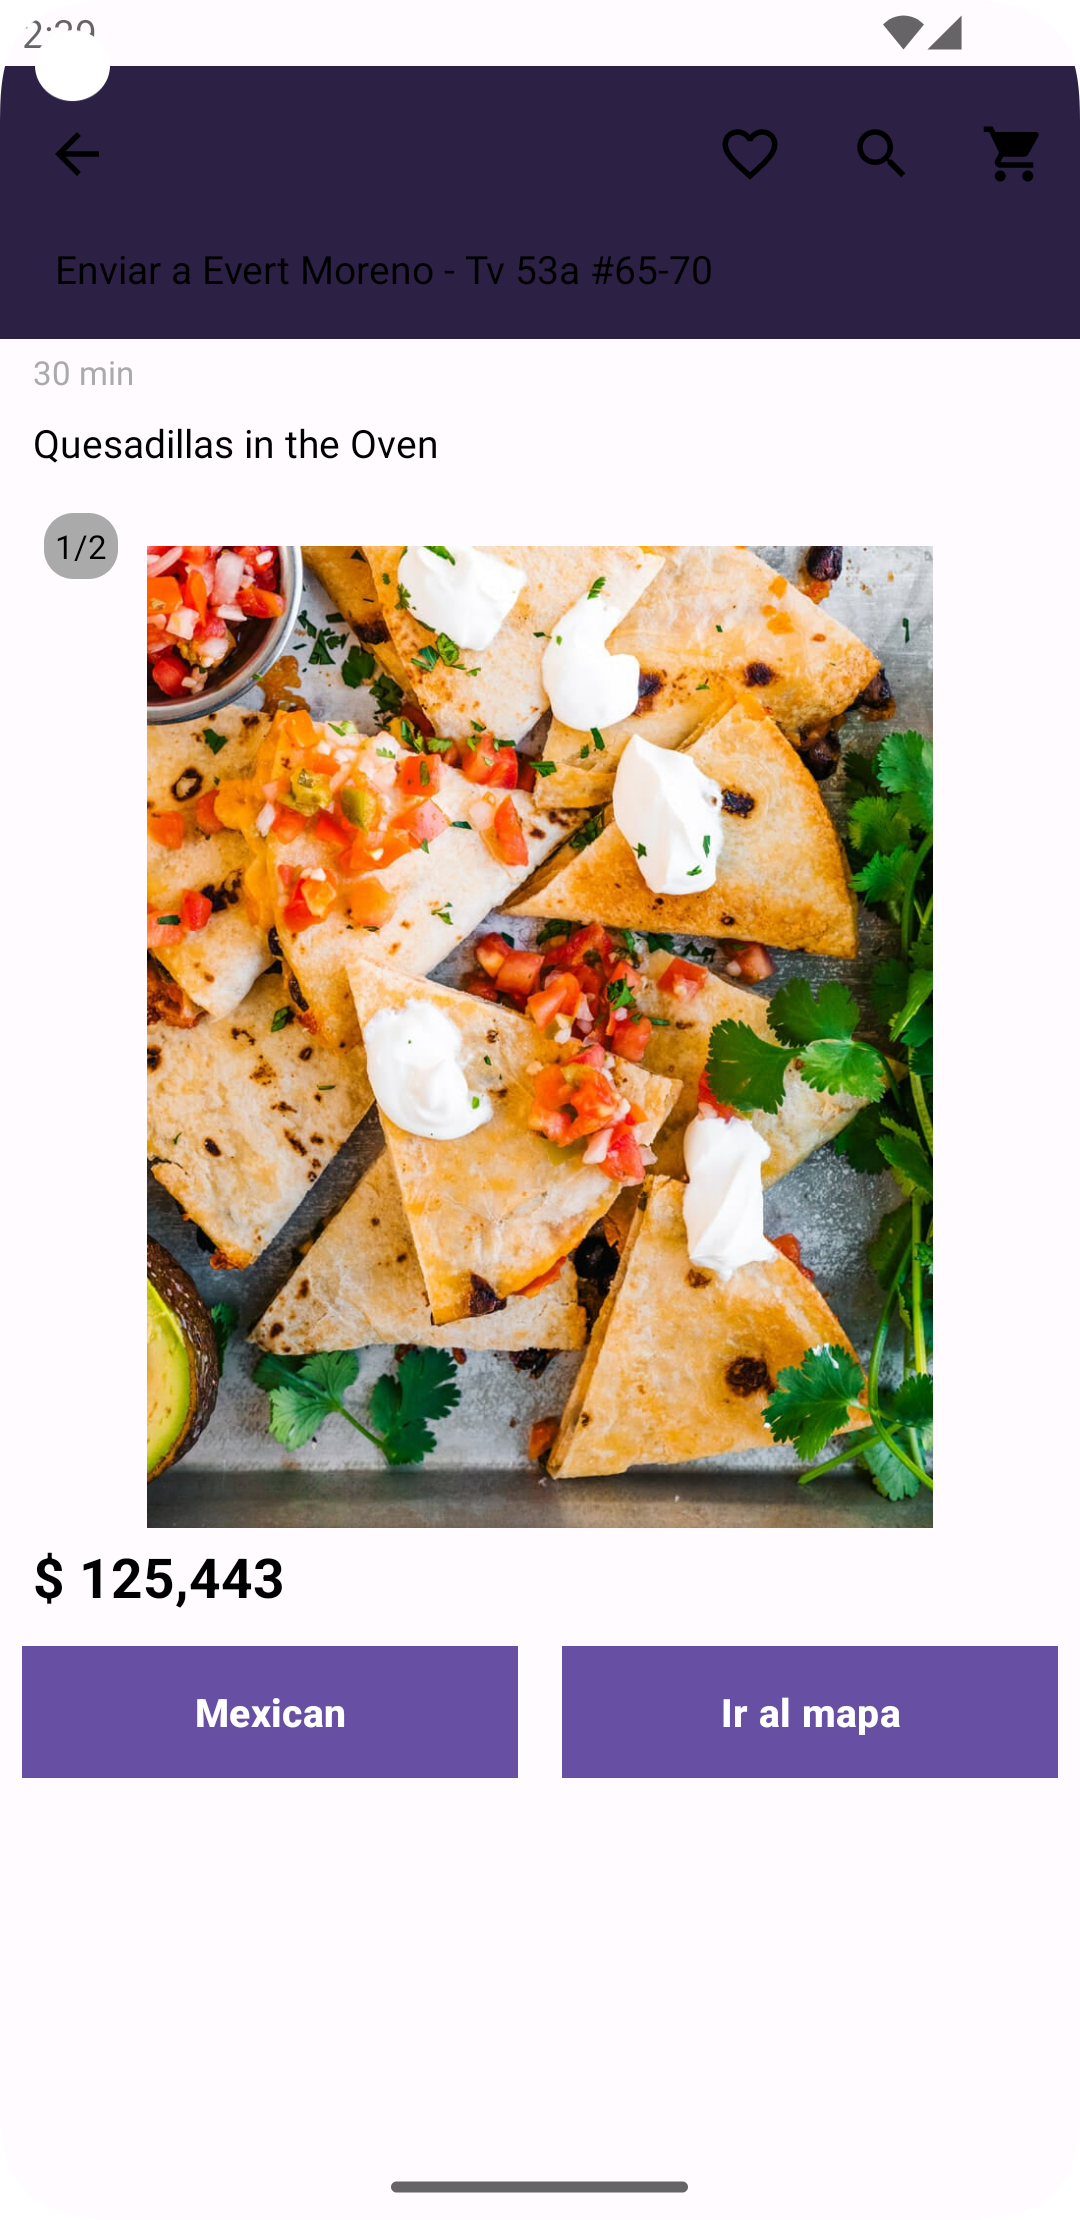 Enviar a Evert Moreno - Tv 53a #65-70
30 min
Quesadillas in the Oven
1/2
$ 125,443
Mexican
Ir al mapa